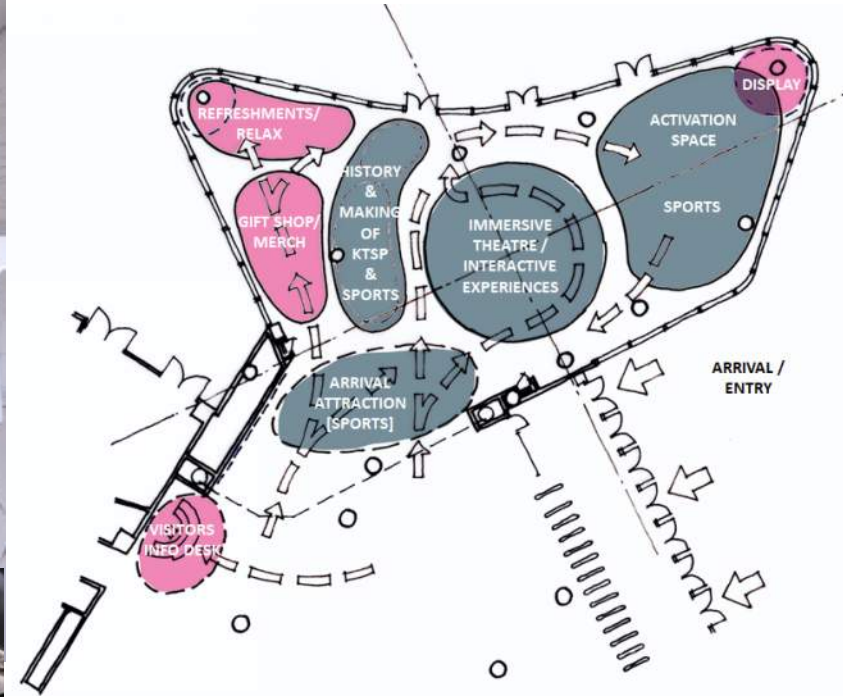 DISPLAY
REFRESHMENTS/
RELAX
ACTIVATION
SPACE
SPORTS
HISTORY
&
MAKING
OF
KTSP
&
SPORTS
GIFT SHOP/
MERCH
IMMERSIVE
THEATRE /
INTERACTIVE
EXPERIENCES
ARRIVAL /
ENTRY
ARRIVAL
ATTRACTION
[SPORTS]
VISITORS
INFO DESK